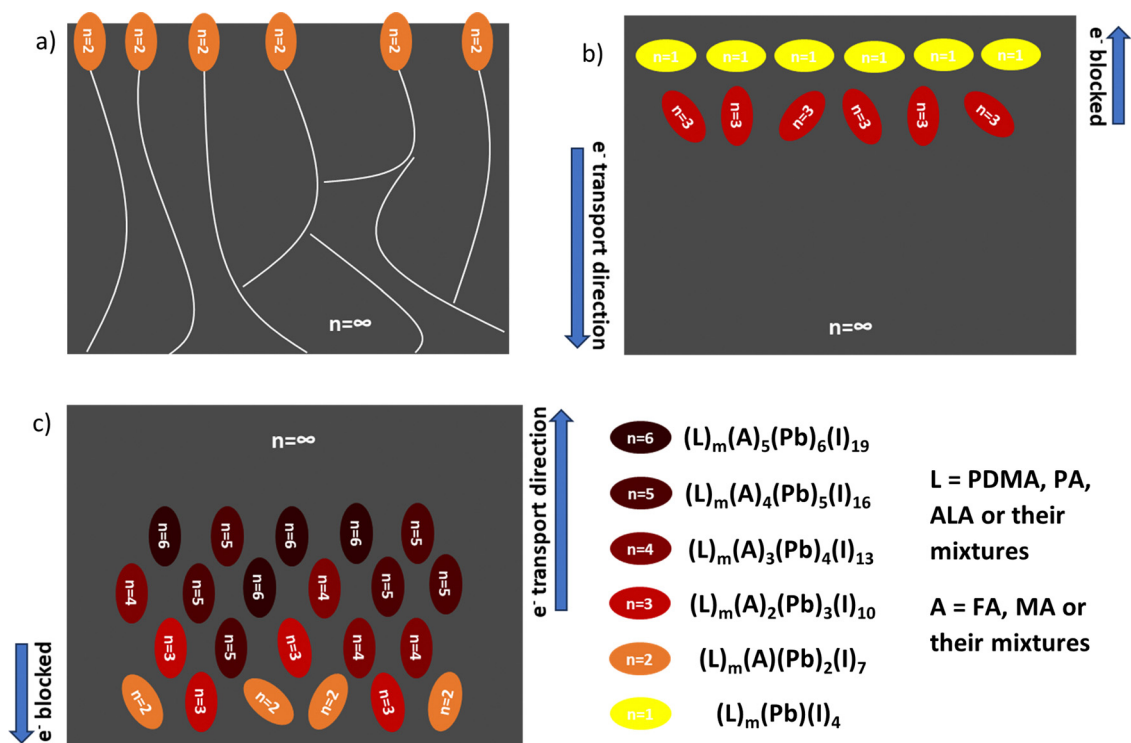 a)
n=2
n=2
n=2
n=2
n=2
n=2
n=∞
b)
n=1
n=1
n=1
n=1
n=1
n=1
n=3
n=3
n=3
n=3
n=3
n=3
n=∞
e- transport direction
e- blocked
c)
n=∞
n=6
n=5
n=6
n=6
n=5
n=4
n=5
n=6
n=4
n=5
n=5
n=3
n=5
n=3
n=4
n=4
n=2
n=3
n=2
n=2
n=3
n=2
e- blocked
e- transport direction
n=6 (L)m(A)5(Pb)6(I)19
n=5 (L)m(A)4(Pb)5(I)16
n=4 (L)m(A)3(Pb)4(I)13
n=3 (L)m(A)2(Pb)3(I)10
n=2 (L)m(A)(Pb)2(I)7
n=1 (L)m(Pb)(I)4
L = PDMA, PA,
ALA or their
mixtures
A = FA, MA or
their mixtures